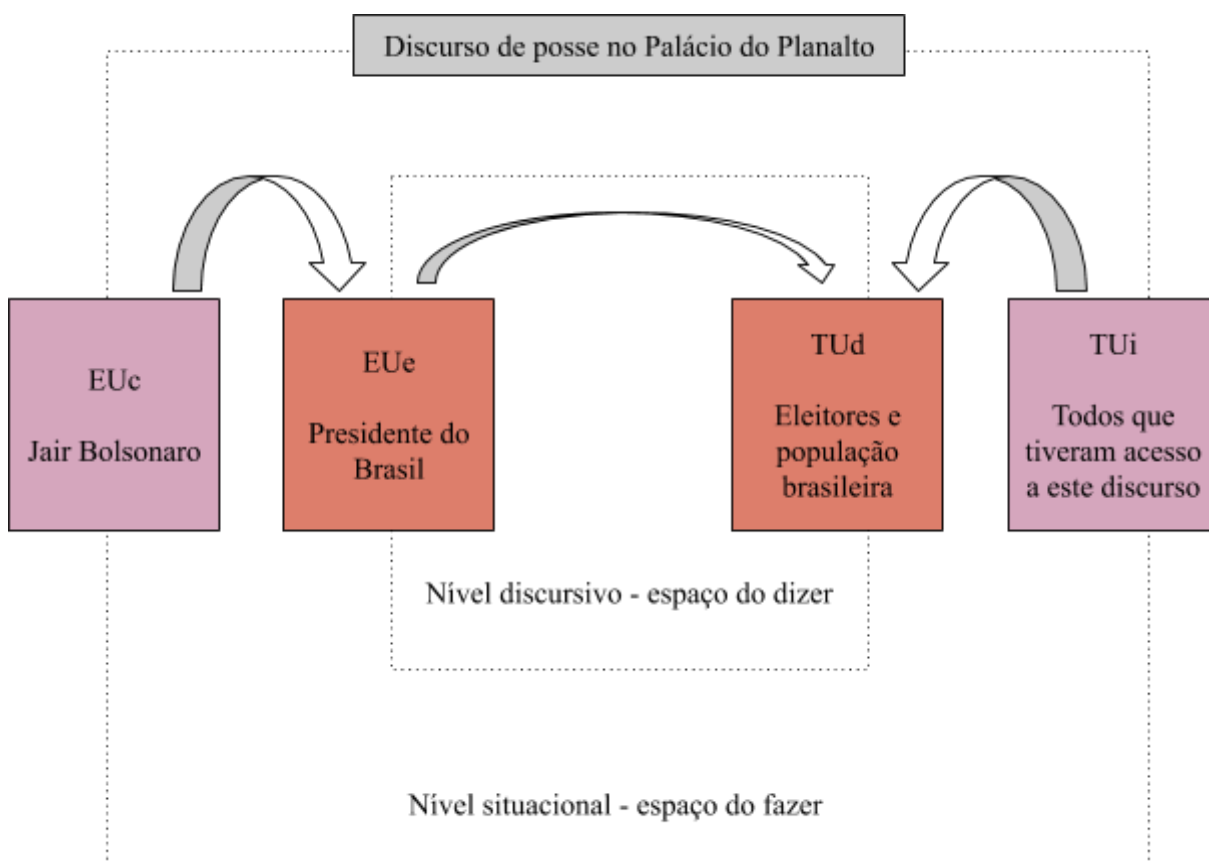 Discurso de posse no Palácio do Planalto
EUc
Jair Bolsonaro
EUe
Presidente do
Brasil
TUd
Eleitores e
população
brasileira
TUi
Todos que
tiveram acesso
a este discurso
Nível discursivo - espaço do dizer
Nível situacional - espaço do fazer